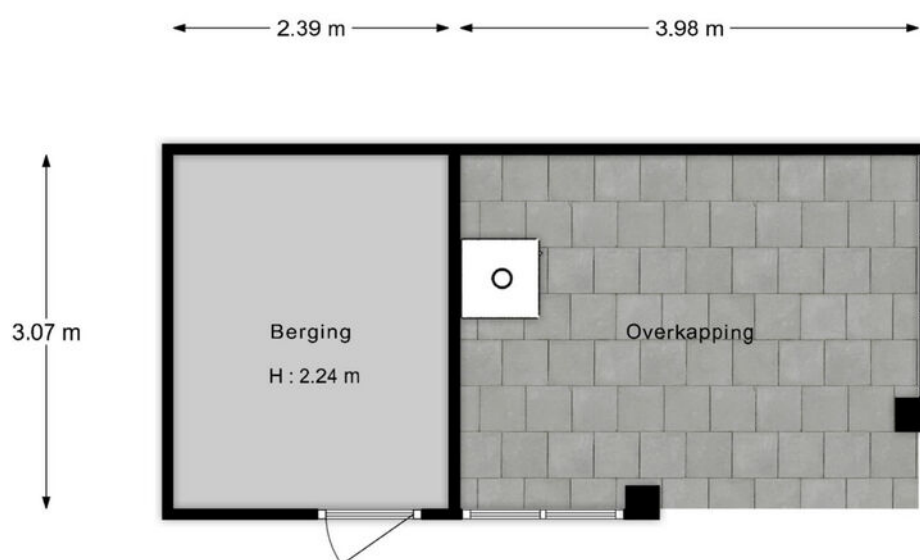 2.39 m
3.98 m
3.07 m
Berging
H : 2.24 m
Overkapping